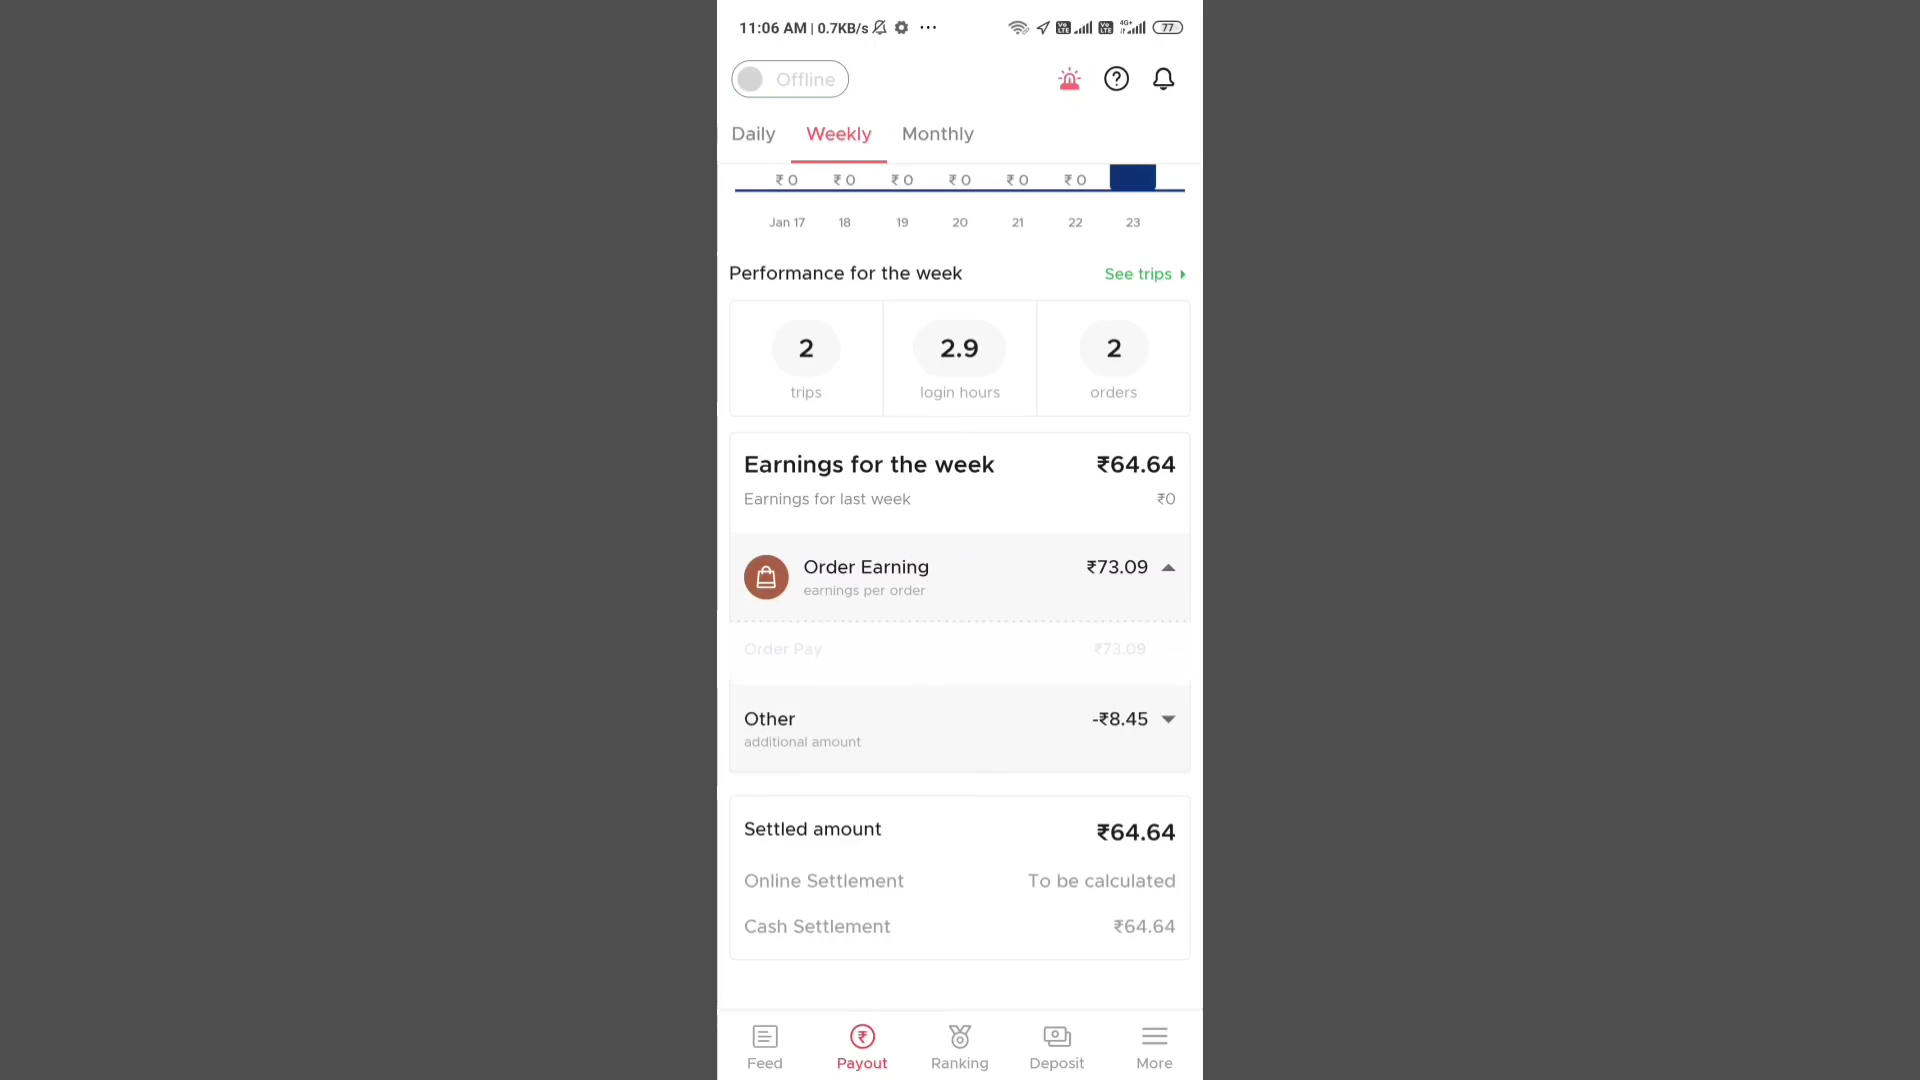 11:06 AM | 0.7KB/s ... 4G+ 77
Offline
Daily Weekly Monthly
₹ 0 ₹ 0 ₹ 0 ₹ 0 ₹ 0 ₹ 0
Jan 17 18 19 20 21 22 23
Performance for the week See trips
2 2.9 2
trips login hours orders
Earnings for the week ₹64.64
Earnings for last week ₹0
Order Earning ₹73.09
earnings per order
Order Pay ₹73.09
Other -₹8.45
additional amount
Settled amount ₹64.64
Online Settlement To be calculated
Cash Settlement ₹64.64
Feed Payout Ranking Deposit More